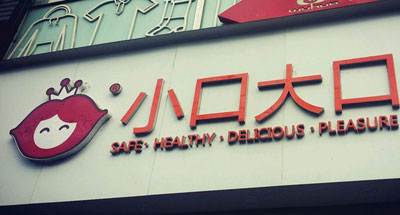 小口大口
SAFE, HEALTHY, DELICIOUS, PLEASURE